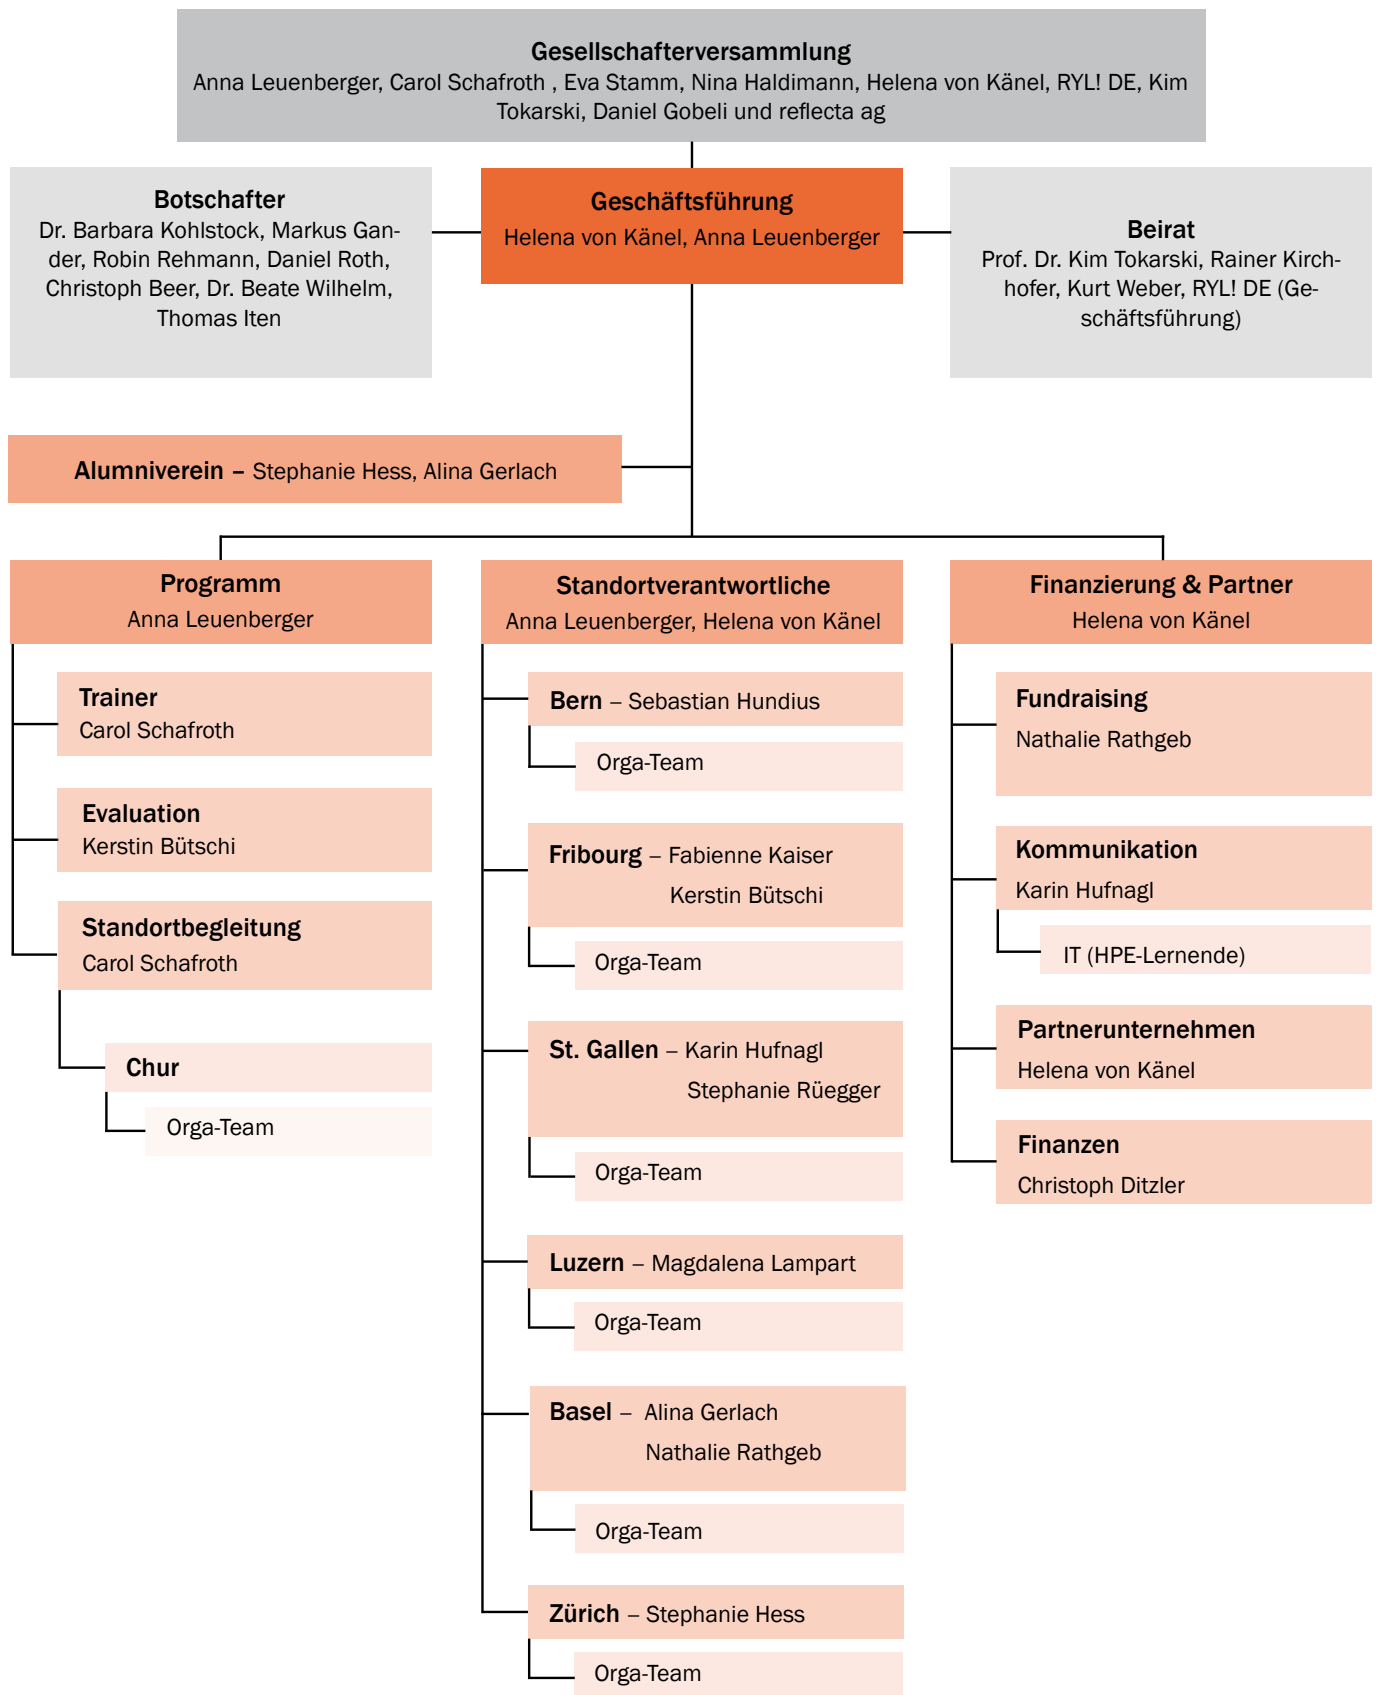 Gesellschafterversammlung
Anna Leuenberger, Carol Schafroth , Eva Stamm, Nina Haldimann, Helena von Känel, RYL! DE, Kim
Tokarski, Daniel Gobeli und reflecta ag
Botschafter
Dr. Barbara Kohlstock, Markus Gan-
der, Robin Rehmann, Daniel Roth,
Christoph Beer, Dr. Beate Wilhelm,
Thomas Iten
Geschäftsführung
Helena von Känel, Anna Leuenberger
Beirat
Prof. Dr. Kim Tokarski, Rainer Kirch-
hofer, Kurt Weber, RYL! DE (Ge-
schäftsführung)
Alumniverein – Stephanie Hess, Alina Gerlach
Programm
Anna Leuenberger
Trainer
Carol Schafroth
Evaluation
Kerstin Bütschi
Standortbegleitung
Carol Schafroth
Chur
Orga-Team
Standortverantwortliche
Anna Leuenberger, Helena von Känel
Bern – Sebastian Hundius
Orga-Team
Fribourg – Fabienne Kaiser
Kerstin Bütschi
Orga-Team
St. Gallen – Karin Hufnagl
Stephanie Rüegger
Orga-Team
Luzern – Magdalena Lampart
Orga-Team
Basel – Alina Gerlach
Nathalie Rathgeb
Orga-Team
Zürich – Stephanie Hess
Orga-Team
Finanzierung & Partner
Helena von Känel
Fundraising
Nathalie Rathgeb
Kommunikation
Karin Hufnagl
IT (HPE-Lernende)
Partnerunternehmen
Helena von Känel
Finanzen
Christoph Ditzler